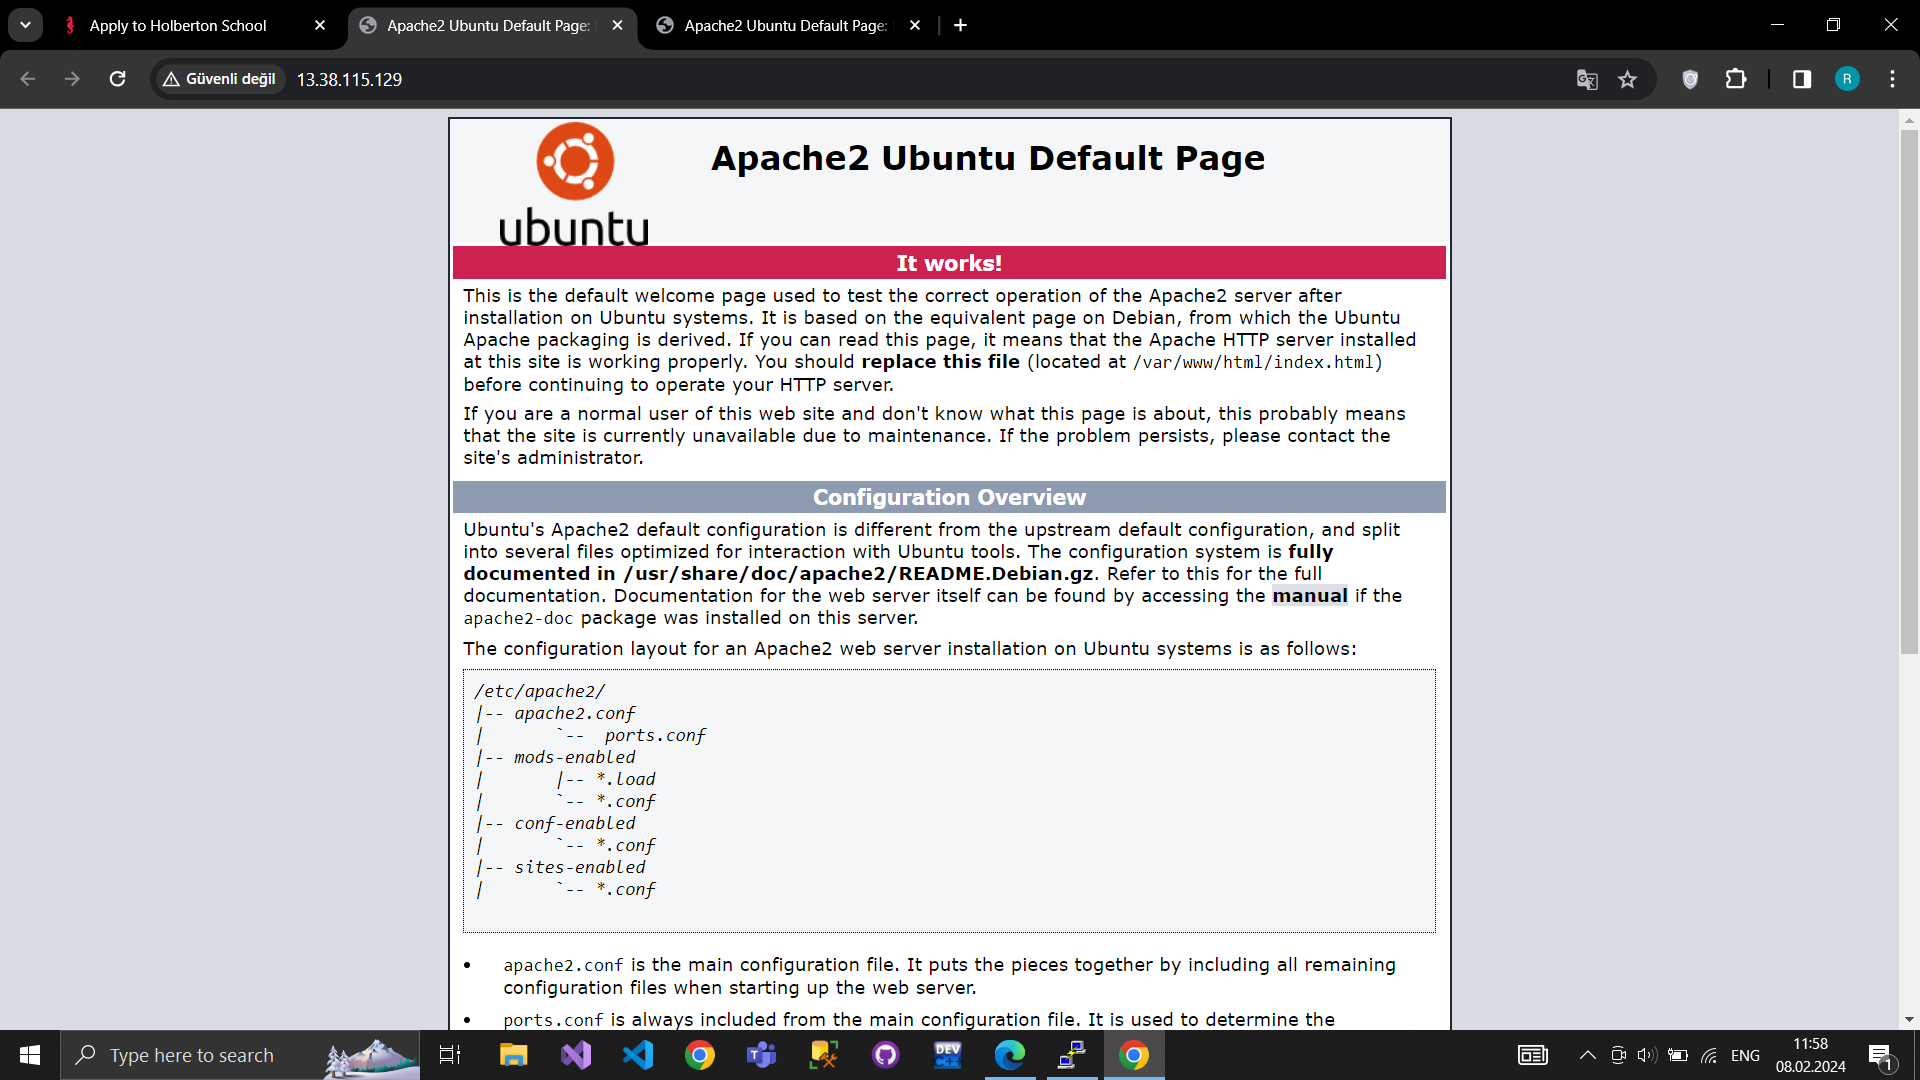 Apply to Holberton School
Apache2 Ubuntu Default Page:
Apache2 Ubuntu Default Page:
Güvenli değil
13.38.115.129
R
ubuntu
Apache2 Ubuntu Default Page
It works!
This is the default welcome page used to test the correct operation of the Apache2 server after
installation on Ubuntu systems. It is based on the equivalent page on Debian, from which the Ubuntu
Apache packaging is derived. If you can read this page, it means that the Apache HTTP server installed
at this site is working properly. You should replace this file (located at /var/www/html/index.html)
before continuing to operate your HTTP server.
If you are a normal user of this web site and don't know what this page is about, this probably means
that the site is currently unavailable due to maintenance. If the problem persists, please contact the
site's administrator.
Configuration Overview
Ubuntu's Apache2 default configuration is different from the upstream default configuration, and split
into several files optimized for interaction with Ubuntu tools. The configuration system is fully
documented in /usr/share/doc/apache2/README.Debian.gz. Refer to this for the full
documentation. Documentation for the web server itself can be found by accessing the manual if the
apache2-doc package was installed on this server.
The configuration layout for an Apache2 web server installation on Ubuntu systems is as follows:
/etc/apache2/
|-- apache2.conf
|       `--  ports.conf
|-- mods-enabled
|       |-- *.load
|       `-- *.conf
|-- conf-enabled
|       `-- *.conf
|-- sites-enabled
|       `-- *.conf
• apache2.conf is the main configuration file. It puts the pieces together by including all remaining
configuration files when starting up the web server.
• ports.conf is always included from the main configuration file. It is used to determine the
Type here to search
DEV
C++
ENG
11:58
08.02.2024
1